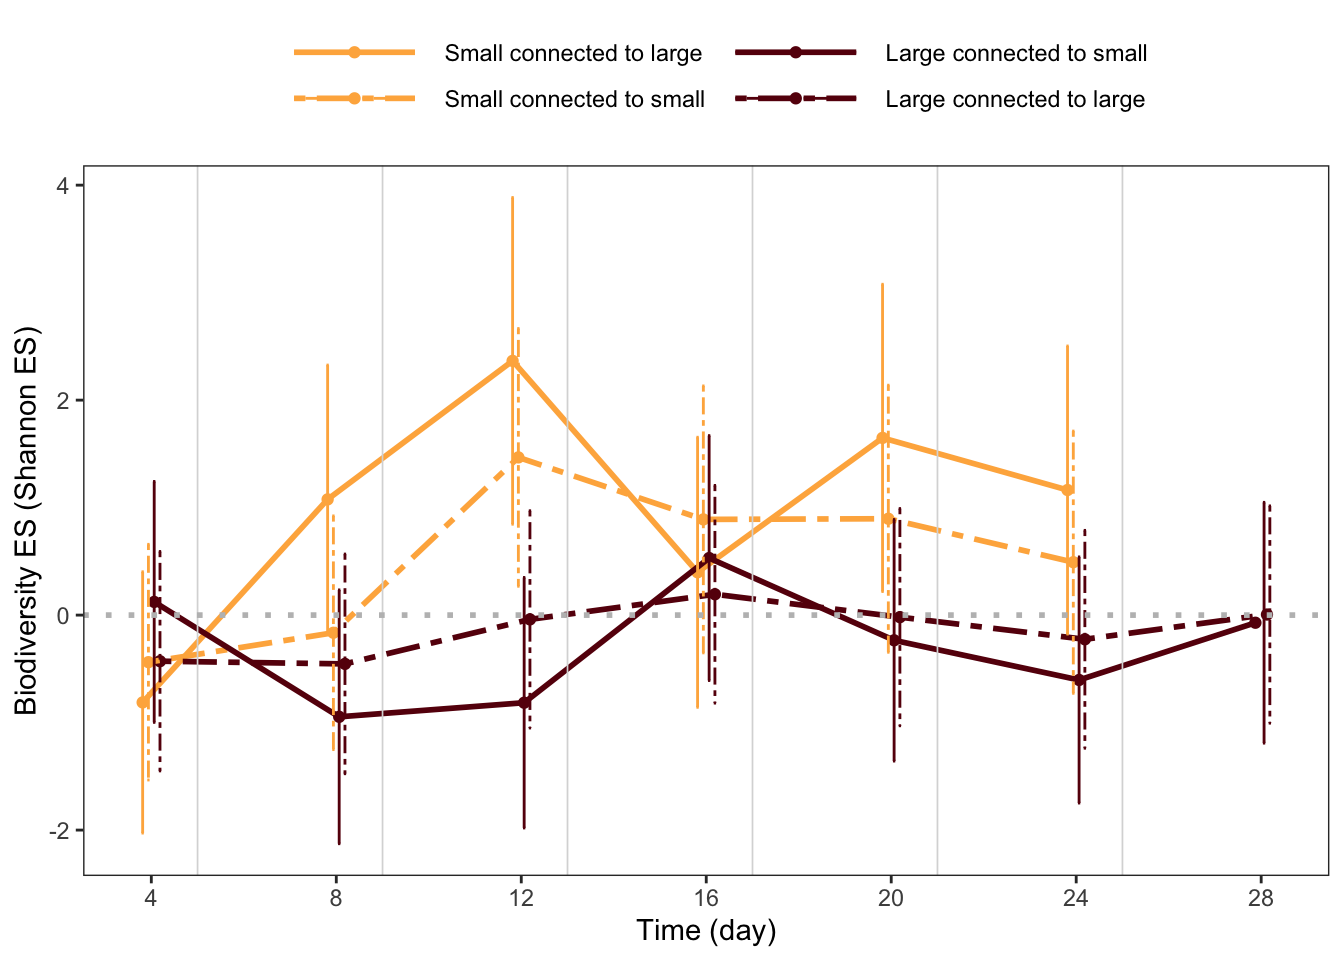 Small connected to large
Large connected to small
Small connected to small
Large connected to large
Biodiversity ES (Shannon ES)
4
2
0
-2
4
8
12
16
20
24
28
Time (day)